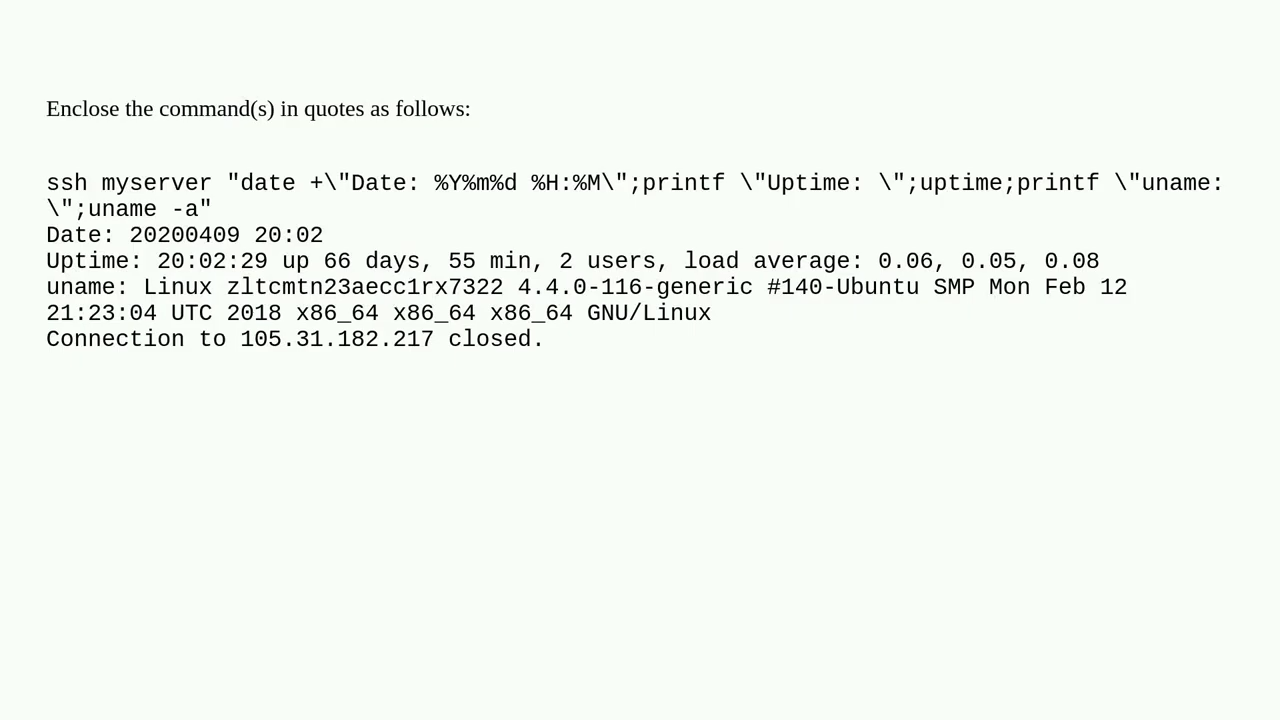 Enclose the command(s) in quotes as follows:
ssh myserver "date +\"Date: %Y%m%d %H:%M\";printf \"Uptime: \";uptime;printf \"uname:
\";uname -a"
Date: 20200409 20:02
Uptime: 20:02:29 up 66 days, 55 min, 2 users, load average: 0.06, 0.05, 0.08
uname: Linux zltcmtn23aecc1rx7322 4.4.0-116-generic #140-Ubuntu SMP Mon Feb 12
21:23:04 UTC 2018 x86_64 x86_64 x86_64 GNU/Linux
Connection to 105.31.182.217 closed.